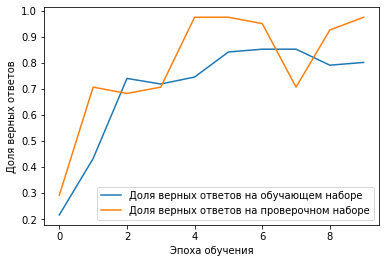 1.0
0.9
0.8
0.7
0.6
0.5
0.4
0.3
0.2
Доля верных ответов
Доля верных ответов на обучающем наборе
Доля верных ответов на проверочном наборе
0 2 4 6 8
Эпоха обучения